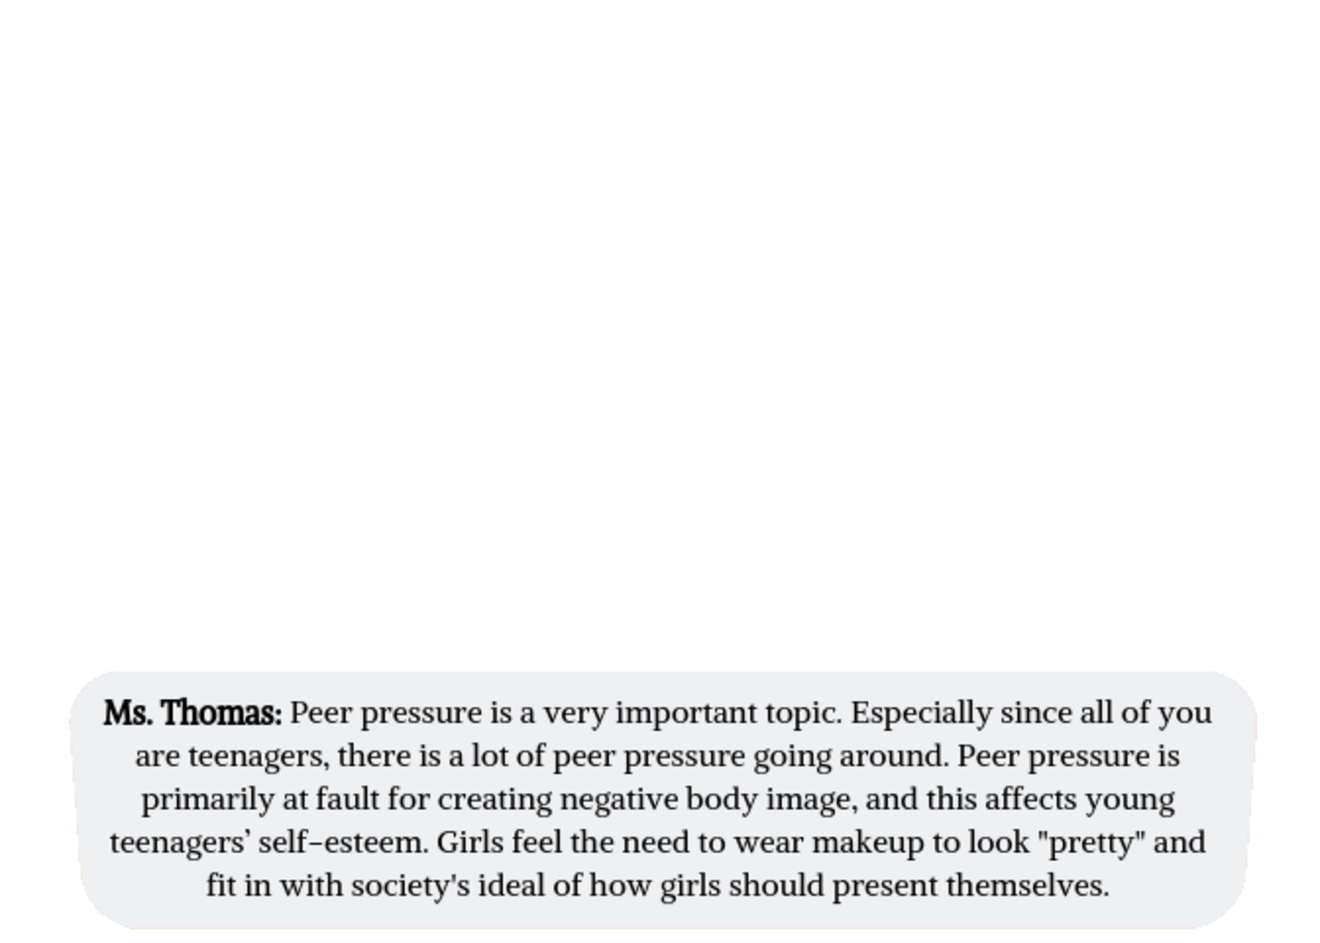 Ms. Thomas: Peer pressure is a very important topic. Especially since all of you
are teenagers, there is a lot of peer pressure going around. Peer pressure is
primarily at fault for creating negative body image, and this affects young
teenagers’ self-esteem. Girls feel the need to wear makeup to look "pretty" and
fit in with society's ideal of how girls should present themselves.